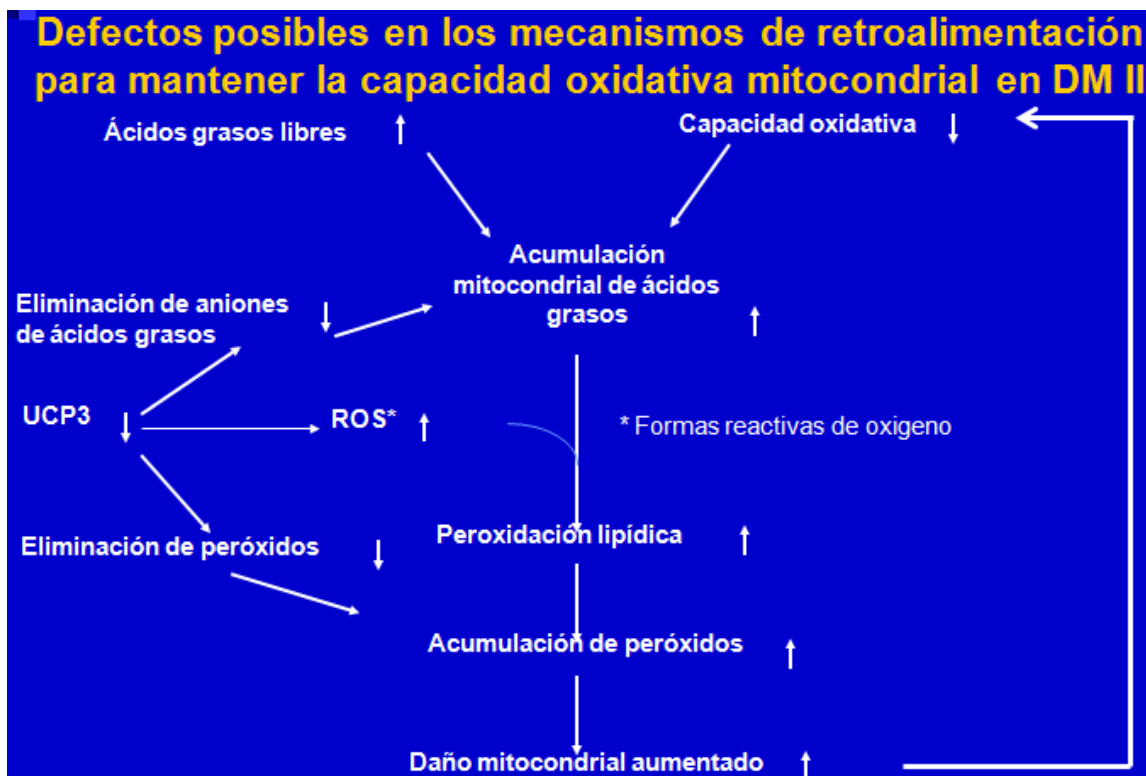 Defectos posibles en los mecanismos de retroalimentación
para mantener la capacidad oxidativa mitocondrial en DM II
Ácidos grasos libres
Capacidad oxidativa
Acumulación
mitocondrial de ácidos
grasos
Eliminación de aniones
de ácidos grasos
UCP3
ROS*
* Formas reactivas de oxigeno
Eliminación de peróxidos
Peroxidación lipídica
Acumulación de peróxidos
Daño mitocondrial aumentado